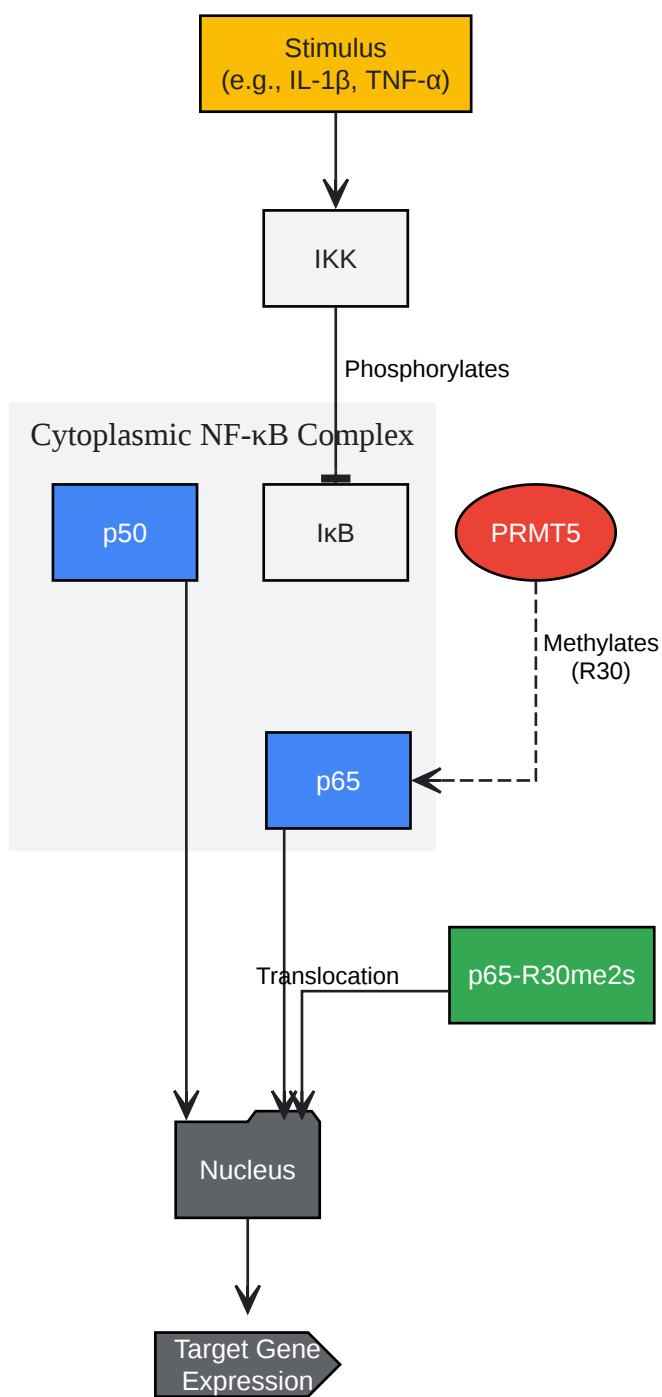 Stimulus
(e.g., IL-1β, TNF-α)
IKK
Phosphorylates
Cytoplasmic NF-κB Complex
p50
IκB
PRMT5
Methylates
(R30)
p65
p65-R30me2s
Translocation
Nucleus
Target Gene
Expression